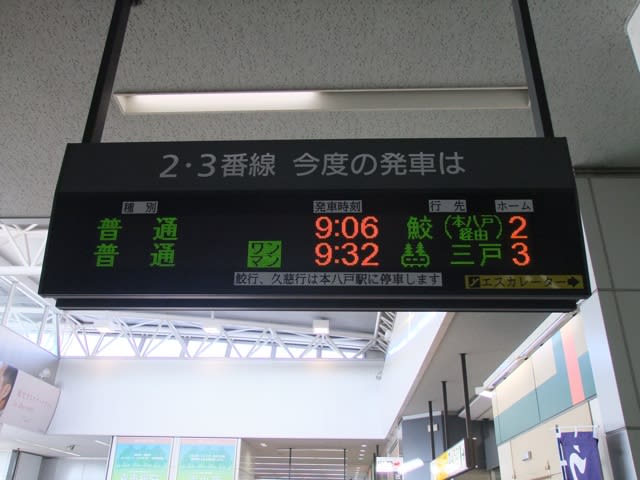 2・3番線 今度の発車は
種別 発車時刻 行先 ホーム
普通 9:06 鮫(本八戸経由) 2
普通 ワンマン 9:32 三戸 3
鮫行、久慈行は本八戸駅に停車します
エスカレーター